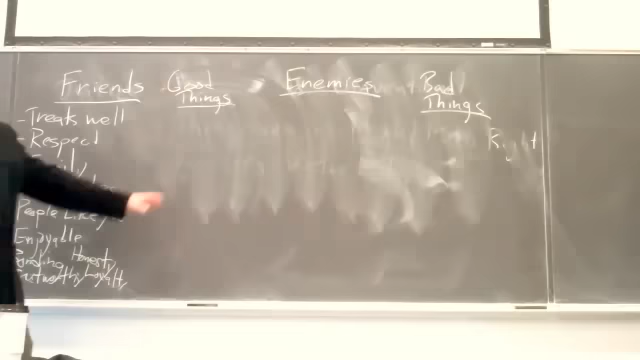 Friends Good Things Enemies Bad Things
-Treats well
-Respect
Right
People Like
Enjoyable
Honesty
Trustworthy Loyalty